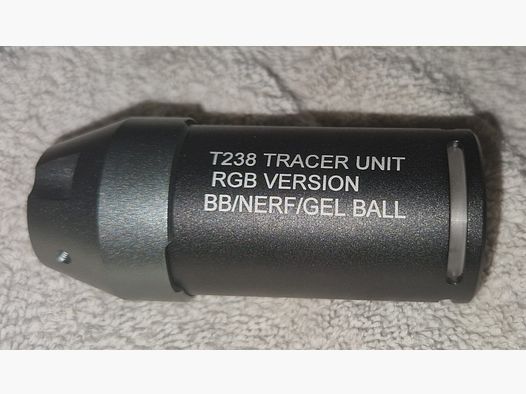 T238 TRACER UNIT
RGB VERSION
BB/NERF/GEL BALL